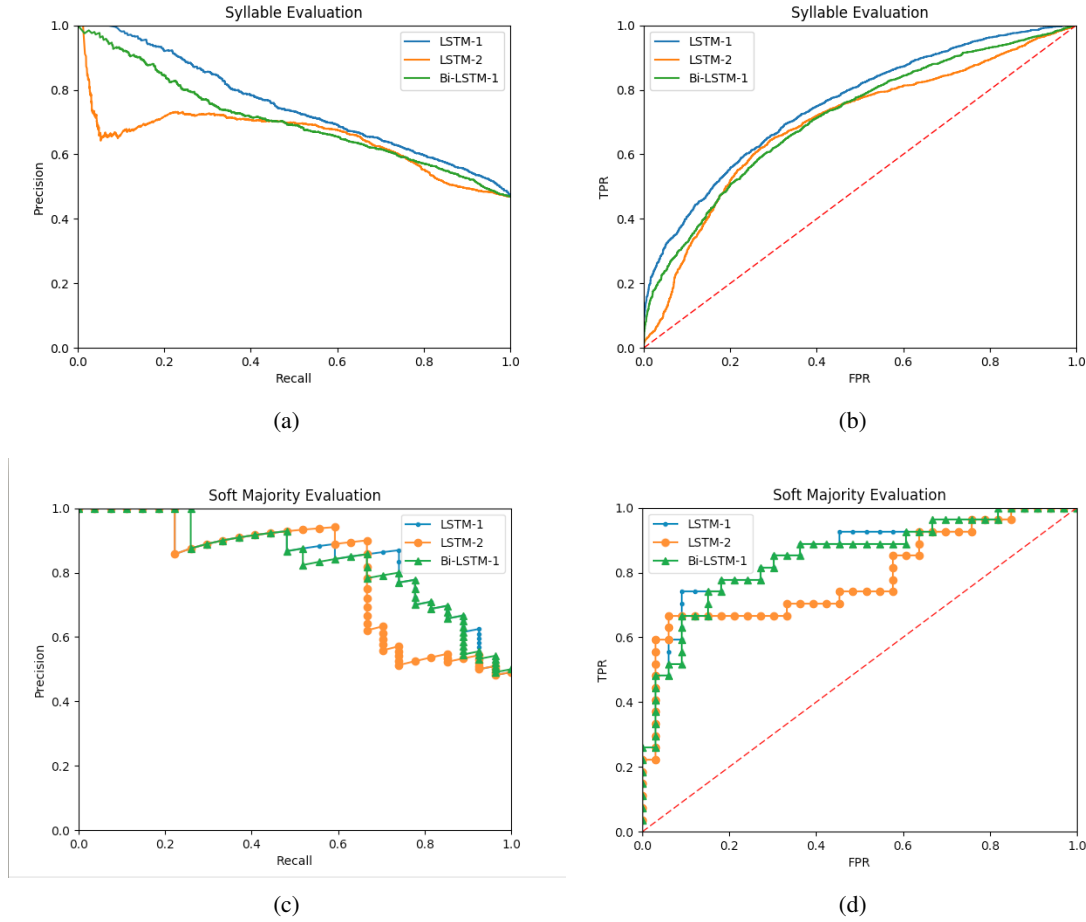 Syllable Evaluation
1.0
0.8
0.6
0.4
0.2
0.0
Precision
LSTM-1
LSTM-2
Bi-LSTM-1
0.0 0.2 0.4 0.6 0.8 1.0
Recall
(a)
Syllable Evaluation
1.0
0.8
0.6
0.4
0.2
0.0
TPR
LSTM-1
LSTM-2
Bi-LSTM-1
0.0 0.2 0.4 0.6 0.8 1.0
FPR
(b)
Soft Majority Evaluation
1.0
0.8
0.6
0.4
0.2
0.0
Precision
LSTM-1
LSTM-2
Bi-LSTM-1
0.0 0.2 0.4 0.6 0.8 1.0
Recall
(c)
Soft Majority Evaluation
1.0
0.8
0.6
0.4
0.2
0.0
TPR
LSTM-1
LSTM-2
Bi-LSTM-1
0.0 0.2 0.4 0.6 0.8 1.0
FPR
(d)